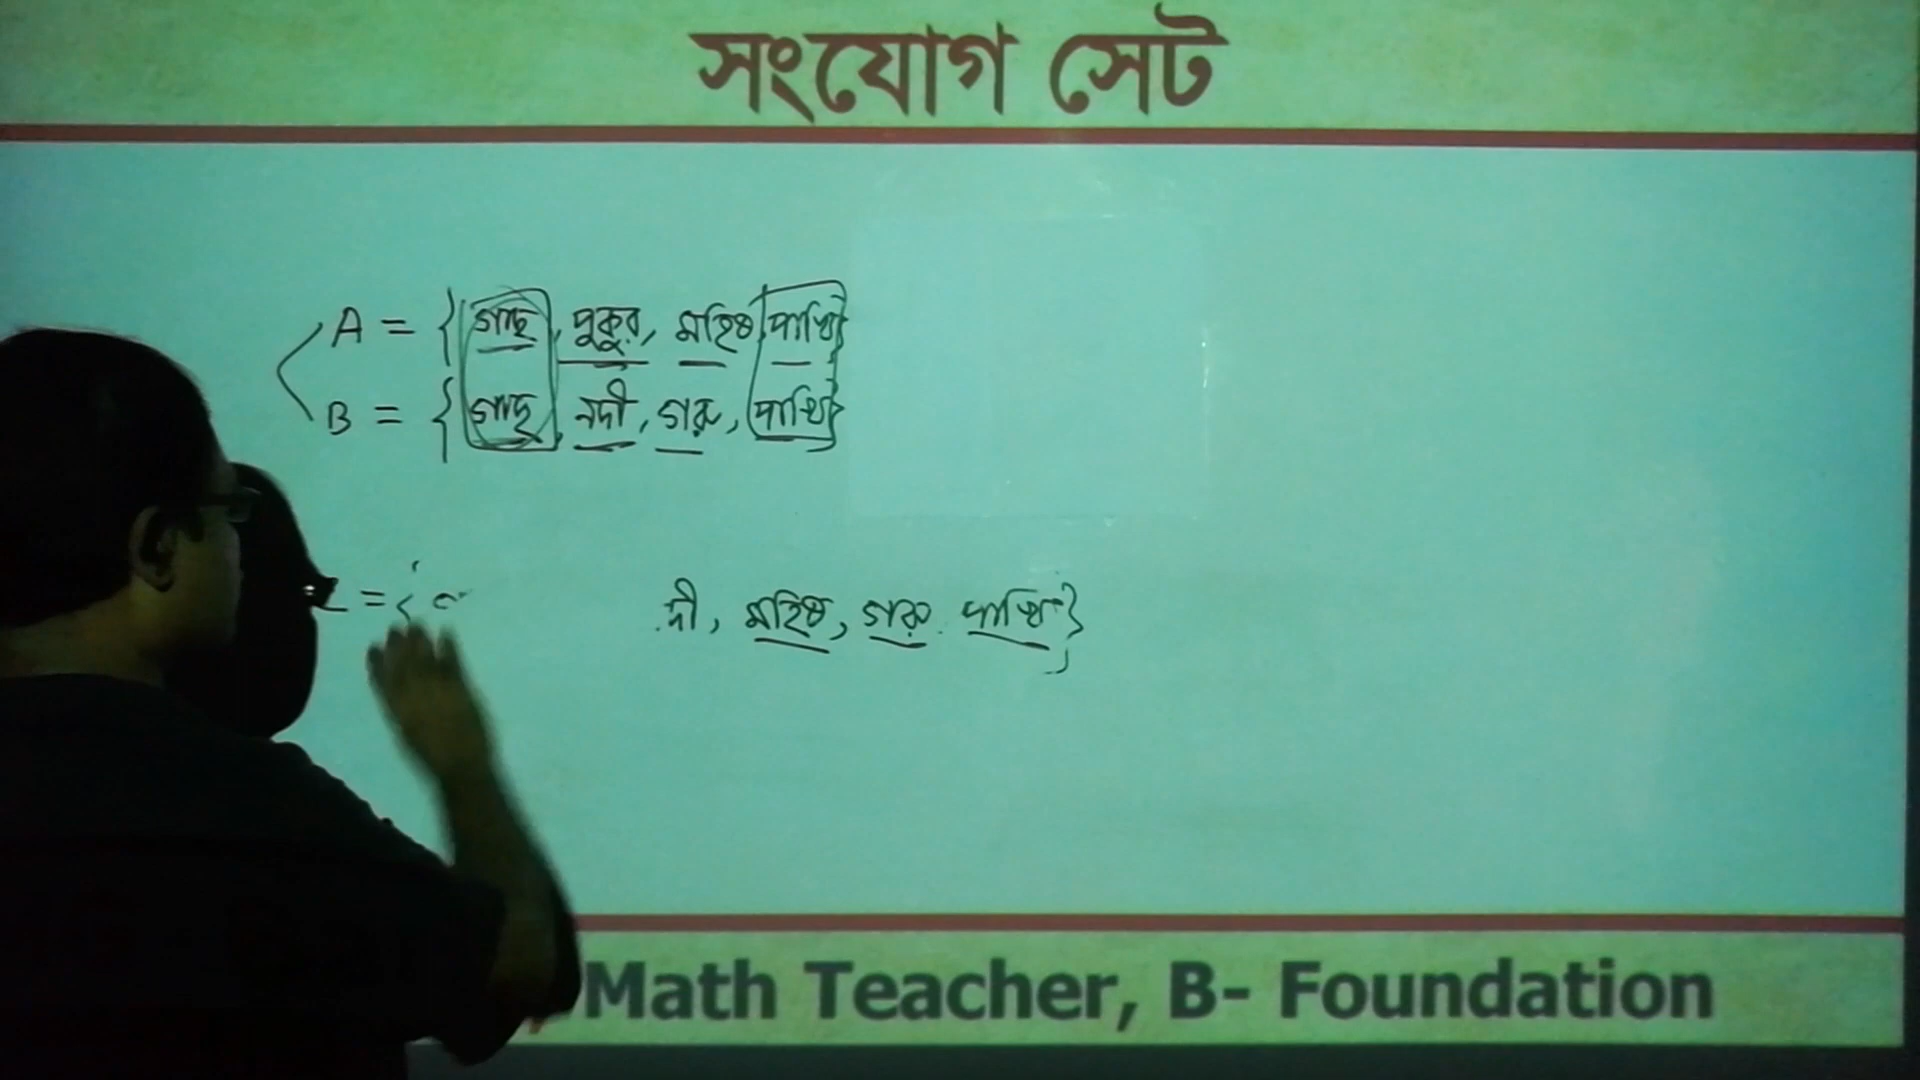 সংযোগ সেট
A = { গাছ, পুকুর, মহিষ, পাখি}
B = { গাছ, নদী, গরু, পাখি}
= { দী, মহিষ, গরু পাখি}
Math Teacher, B- Foundation